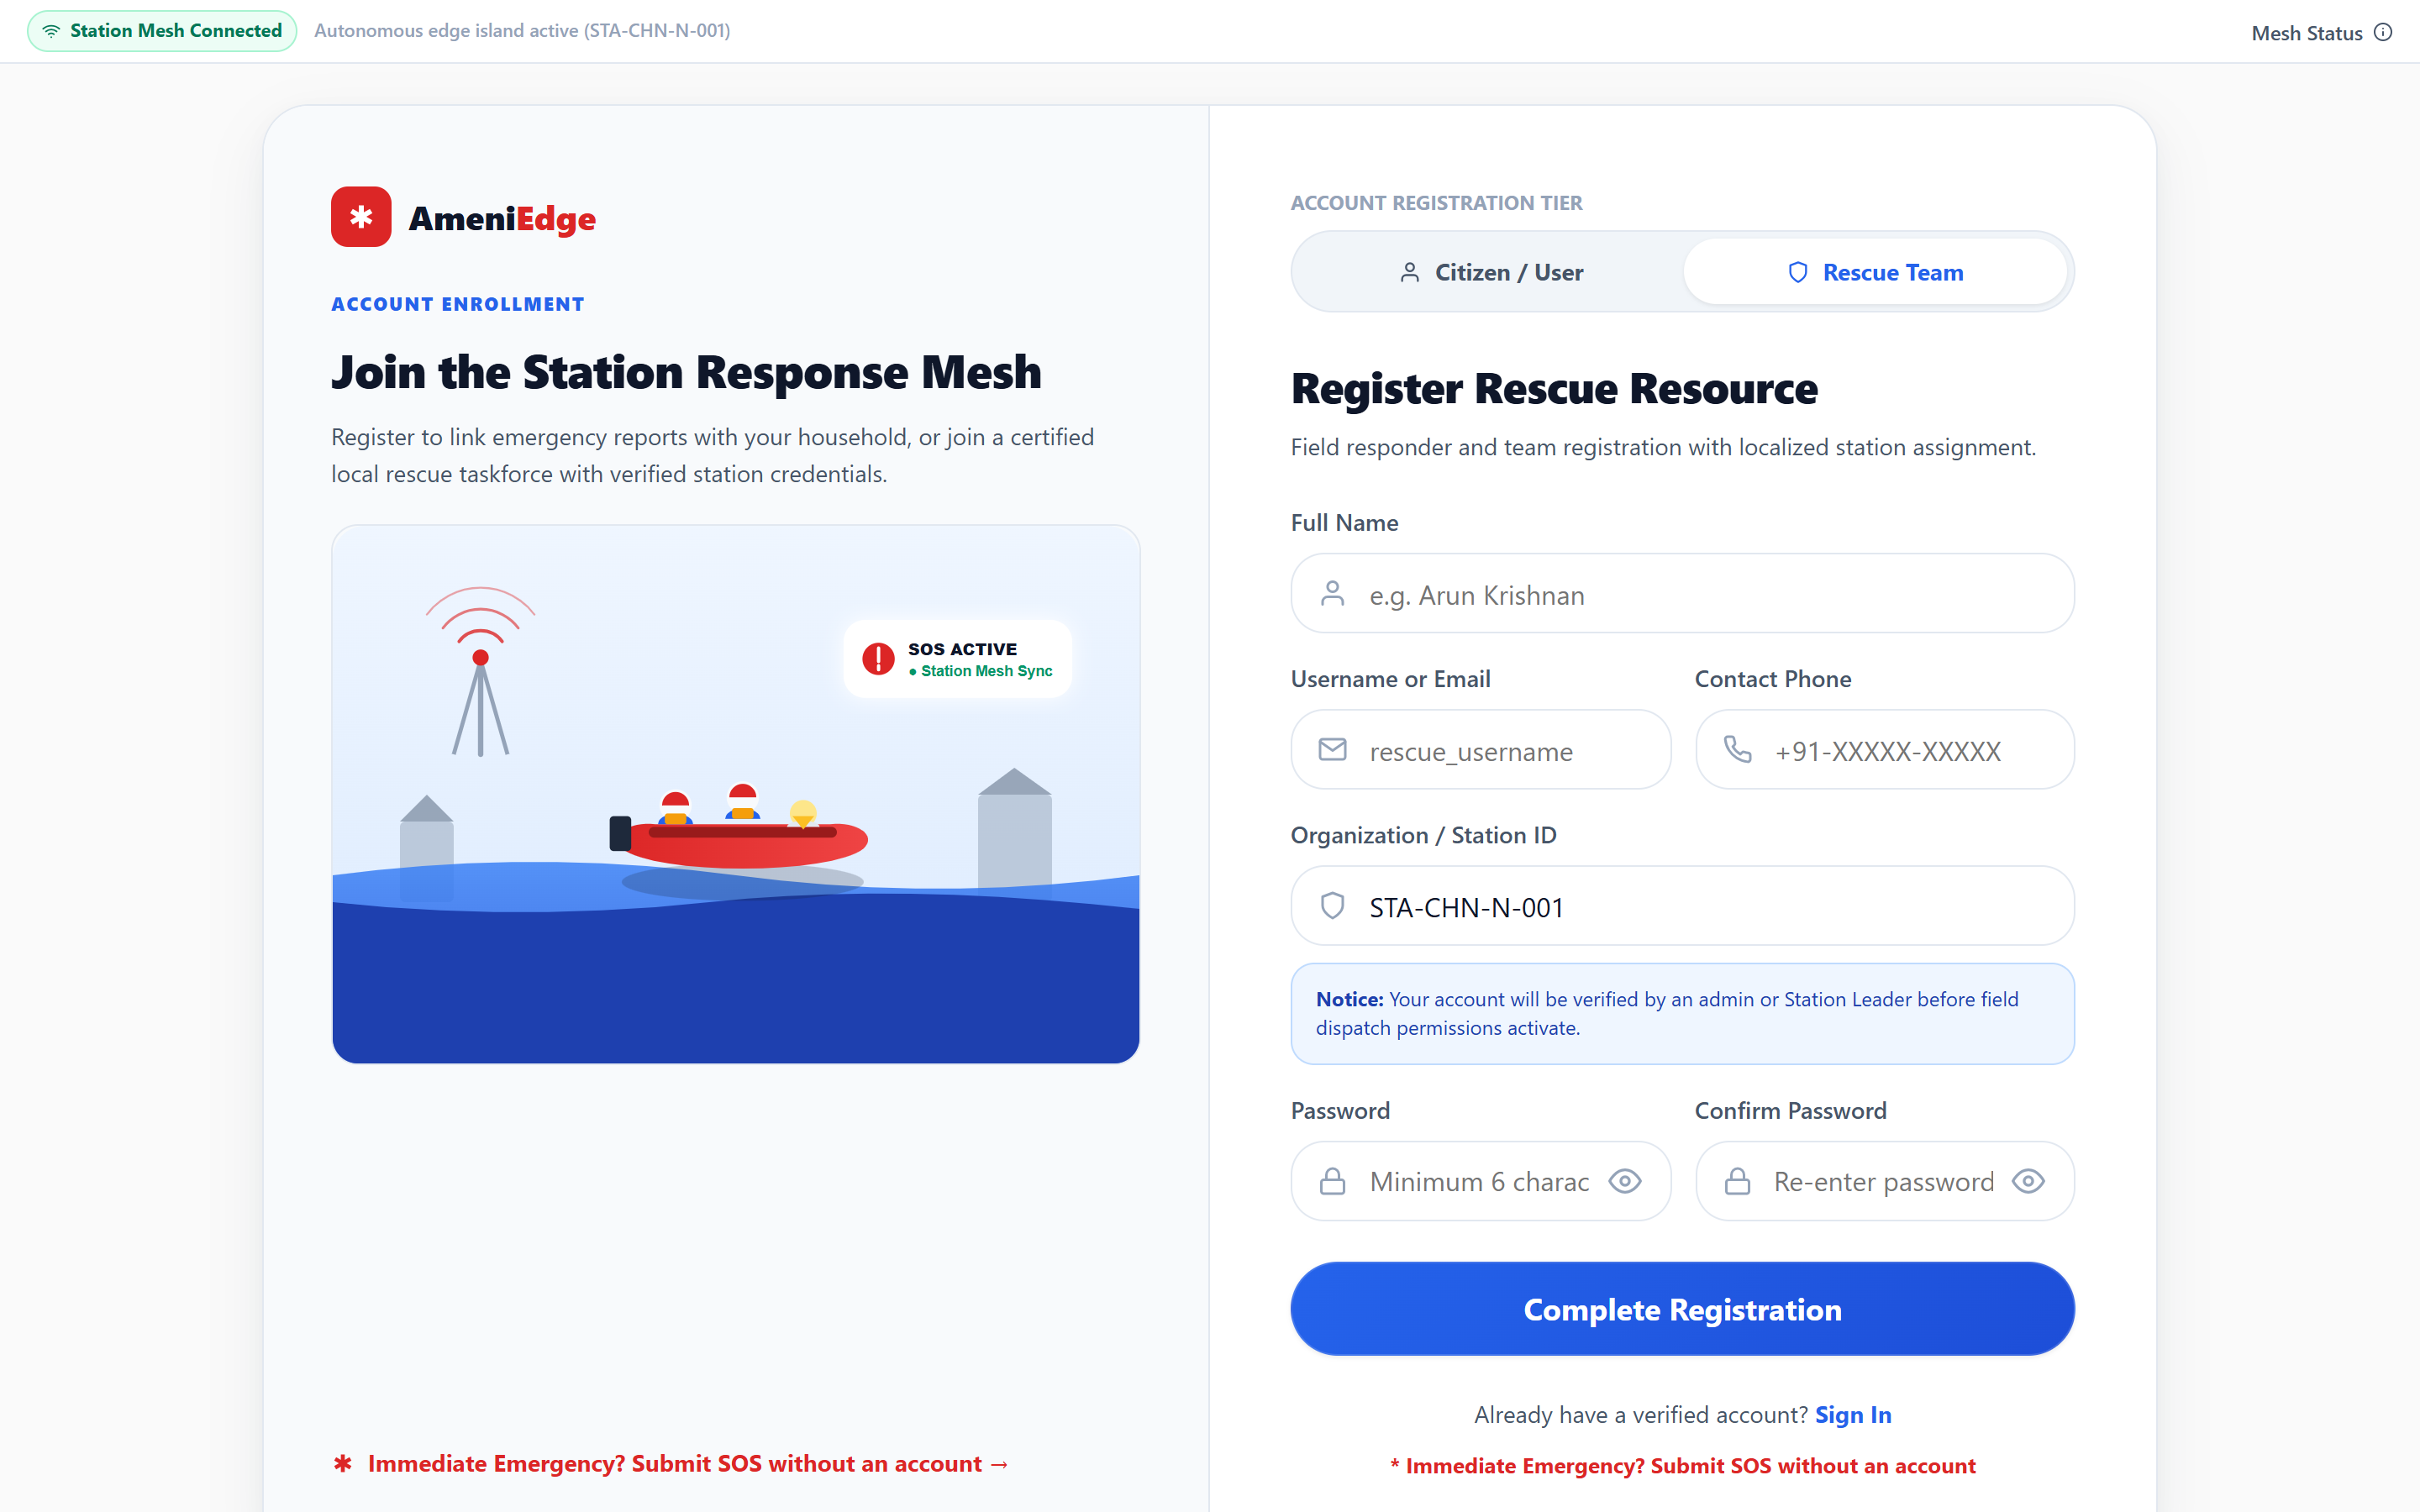 Station Mesh Connected
Autonomous edge island active (STA-CHN-N-001)
Mesh Status
AmeniEdge
ACCOUNT ENROLLMENT
Join the Station Response Mesh
Register to link emergency reports with your household, or join a certified
local rescue taskforce with verified station credentials.
SOS ACTIVE
● Station Mesh Sync
* Immediate Emergency? Submit SOS without an account →
ACCOUNT REGISTRATION TIER
Citizen / User
Rescue Team
Register Rescue Resource
Field responder and team registration with localized station assignment.
Full Name
e.g. Arun Krishnan
Username or Email
Contact Phone
rescue_username
+91-XXXXX-XXXXX
Organization / Station ID
STA-CHN-N-001
Notice: Your account will be verified by an admin or Station Leader before field
dispatch permissions activate.
Password
Confirm Password
Minimum 6 charac
Re-enter password
Complete Registration
Already have a verified account? Sign In
* Immediate Emergency? Submit SOS without an account